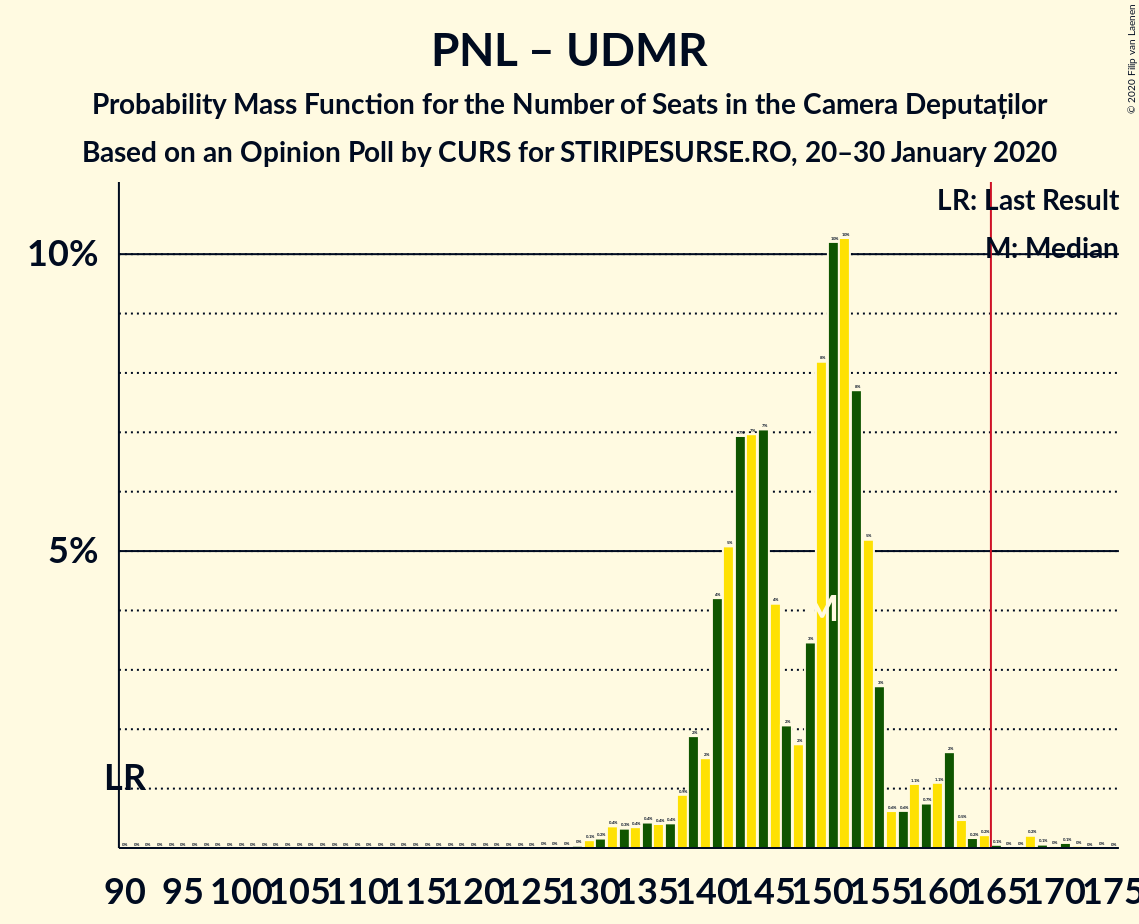 PNL – UDMR
Probability Mass Function for the Number of Seats in the Camera Deputaților
Based on an Opinion Poll by CURS for STIRIPESURSE.RO, 20–30 January 2020
© 2020 Filip van Laenen
LR: Last Result
M: Median
10%
5%
LR
M
90 95 100 105 110 115 120 125 130 135 140 145 150 155 160 165 170 175